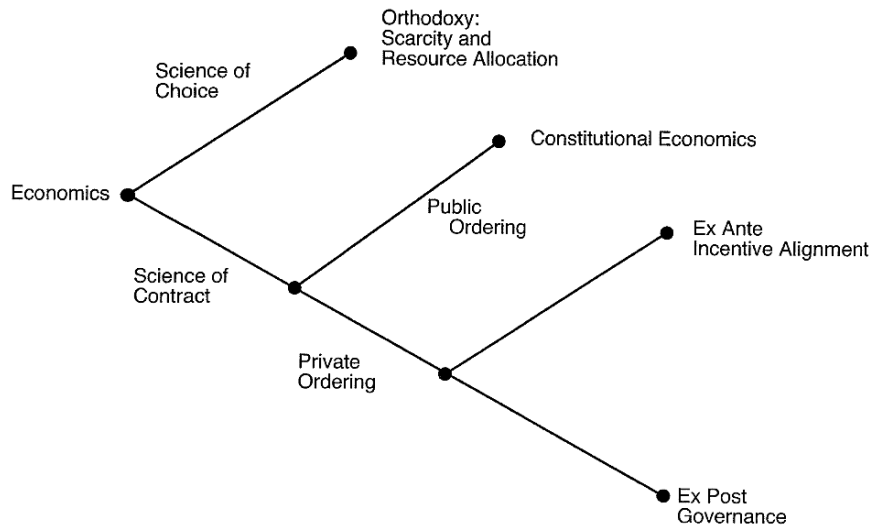 Orthodoxy:
Scarcity and
Resource Allocation
Science of
Choice
Constitutional Economics
Economics
Public
Ordering
Ex Ante
Incentive Alignment
Science of
Contract
Private
Ordering
Ex Post
Governance